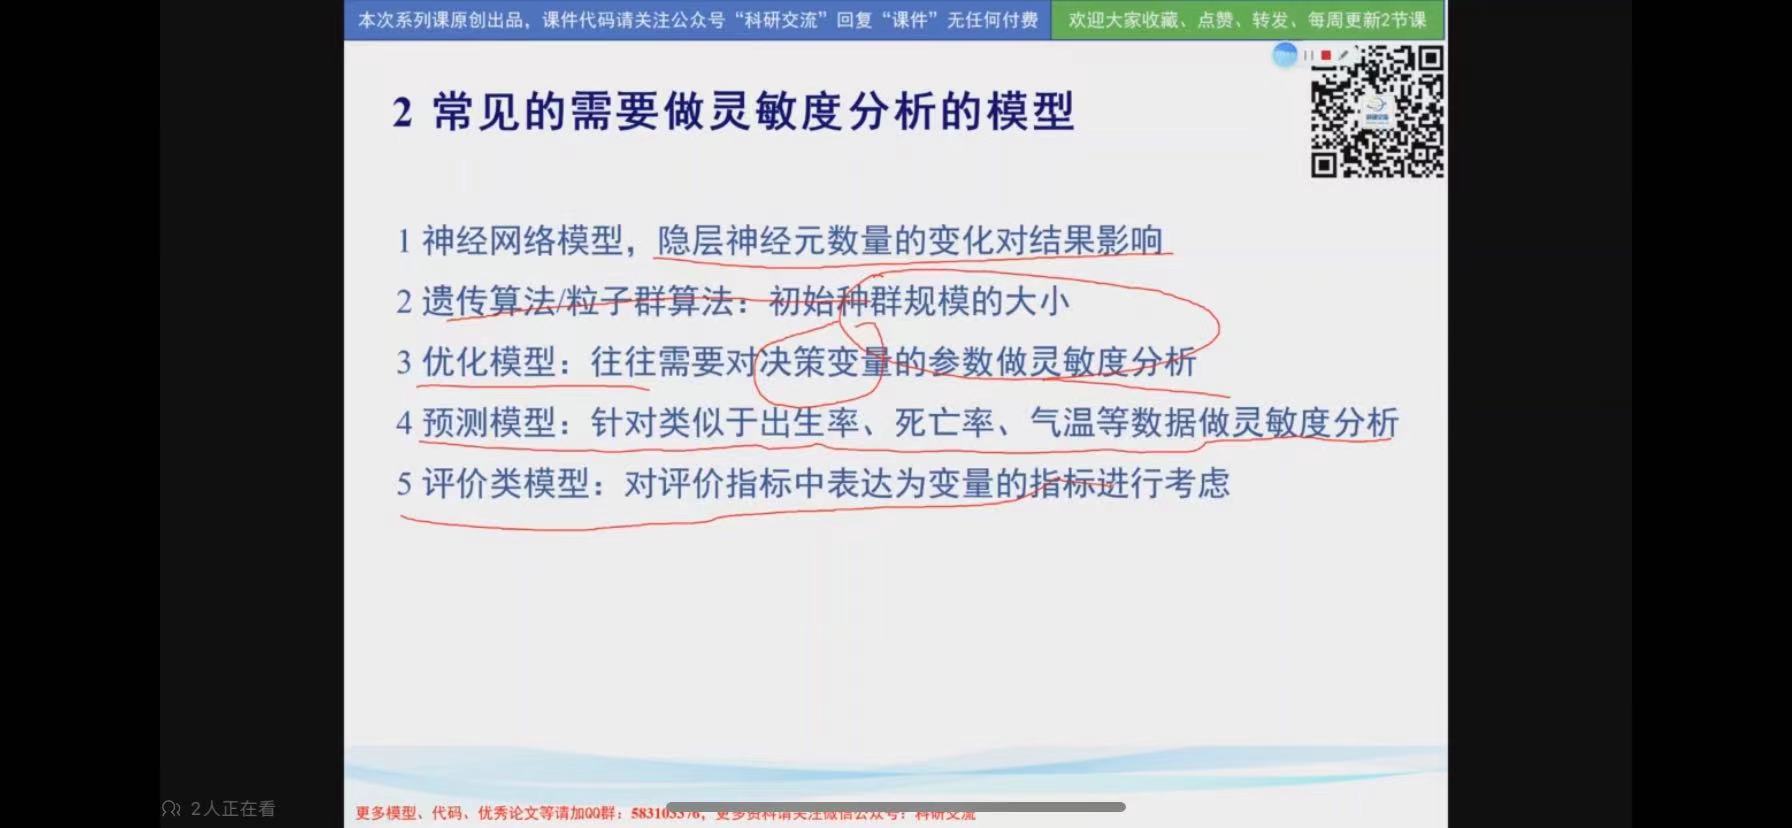 本次系列课原创出品，课件代码请关注公众号“科研交流”回复“课件”无任何付费
欢迎大家收藏、点赞、转发、每周更新2节课
2 常见的需要做灵敏度分析的模型
1 神经网络模型，隐层神经元数量的变化对结果影响
2 遗传算法/粒子群算法：初始种群规模的大小
3 优化模型：往往需要对决策变量的参数做灵敏度分析
4 预测模型：针对类似于出生率、死亡率、气温等数据做灵敏度分析
5 评价类模型：对评价指标中表达为变量的指标进行考虑
2人正在看
更多模型、代码、优秀论文等请加QQ群：583103376，更多资料请关注微信公众号：科研交流